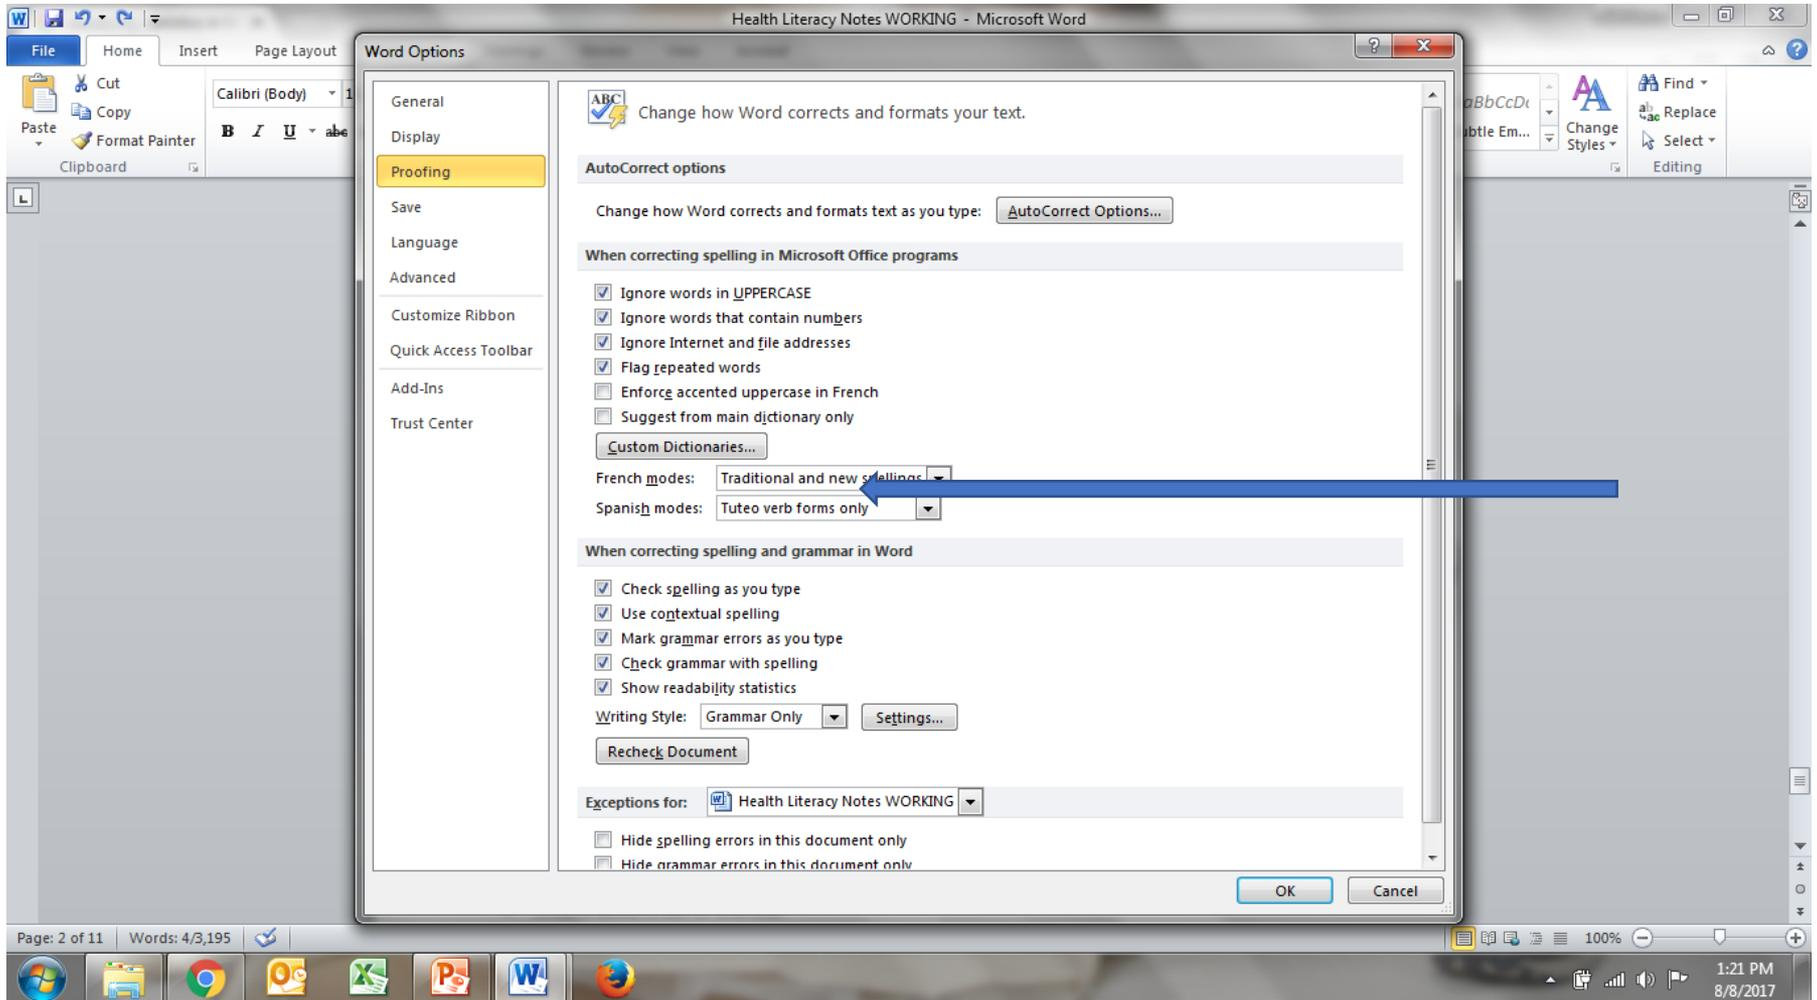 Health Literacy Notes WORKING - Microsoft Word
File Home Insert Page Layout
Cut
Copy
Format Painter
Paste
Clipboard
Calibri (Body) 1
B I U abc
Change Styles
Find
Replace
Select
Editing
Word Options
General
Display
Proofing
Save
Language
Advanced
Customize Ribbon
Quick Access Toolbar
Add-Ins
Trust Center
ABC
Change how Word corrects and formats your text.
AutoCorrect options
Change how Word corrects and formats text as you type: AutoCorrect Options...
When correcting spelling in Microsoft Office programs
Ignore words in UPPERCASE
Ignore words that contain numbers
Ignore Internet and file addresses
Flag repeated words
Enforce accented uppercase in French
Suggest from main dictionary only
Custom Dictionaries...
French modes: Traditional and new spellings
Spanish modes: Tuteo verb forms only
When correcting spelling and grammar in Word
Check spelling as you type
Use contextual spelling
Mark grammar errors as you type
Check grammar with spelling
Show readability statistics
Writing Style: Grammar Only Settings...
Recheck Document
Exceptions for: Health Literacy Notes WORKING
Hide spelling errors in this document only
Hide grammar errors in this document only
OK Cancel
Page: 2 of 11 Words: 4/3,195 100%
1:21 PM
8/8/2017